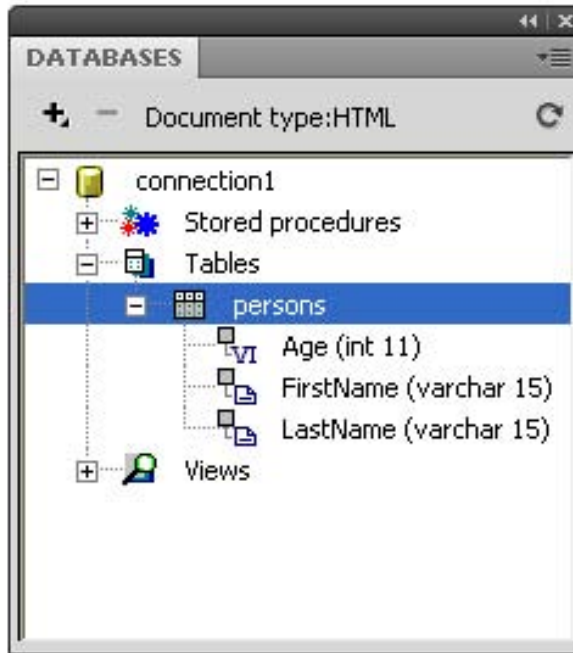 DATABASES
Document type:HTML
connection1
Stored procedures
Tables
persons
Age (int 11)
FirstName (varchar 15)
LastName (varchar 15)
Views